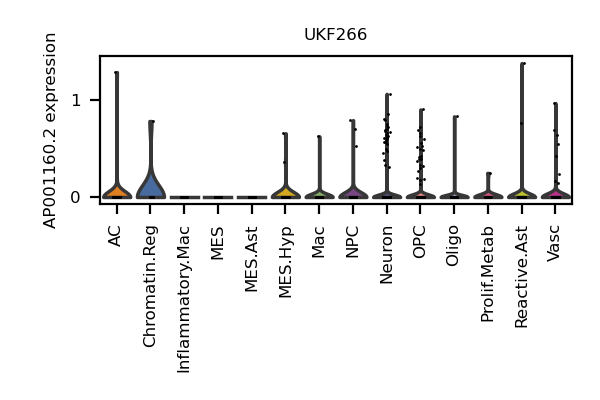 UKF266
AP001160.2 expression
1
0
AC
Chromatin.Reg
Inflammatory.Mac
MES
MES.Ast
MES.Hyp
Mac
NPC
Neuron
OPC
Oligo
Prolif.Metab
Reactive.Ast
Vasc